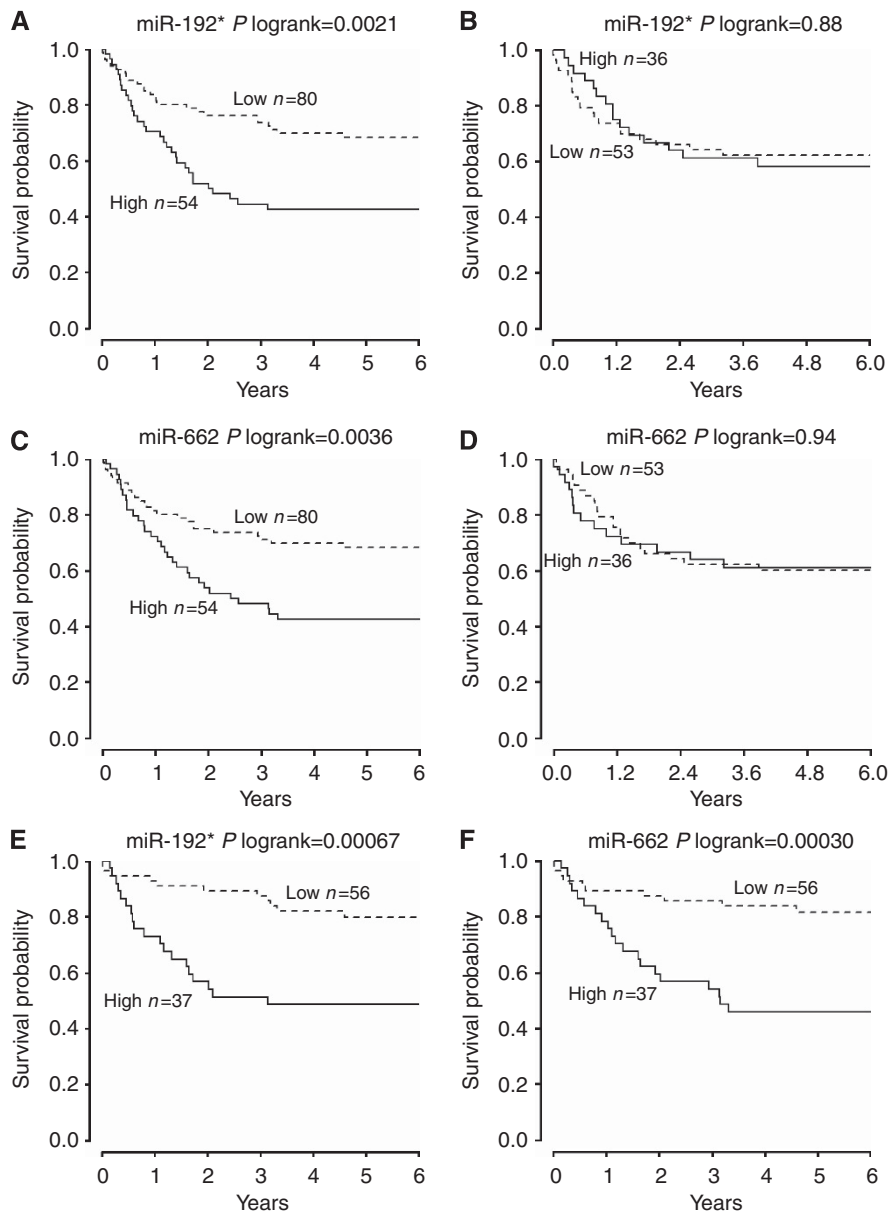 A
miR-192* P logrank=0.0021
1.0
0.8
0.6
0.4
0.2
0.0
Survival probability
Low n=80
High n=54
0 1 2 3 4 5 6
Years
B
miR-192* P logrank=0.88
1.0
0.8
0.6
0.4
0.2
0.0
Survival probability
High n=36
Low n=53
0.0 1.2 2.4 3.6 4.8 6.0
Years
C
miR-662 P logrank=0.0036
1.0
0.8
0.6
0.4
0.2
0.0
Survival probability
Low n=80
High n=54
0 1 2 3 4 5 6
Years
D
miR-662 P logrank=0.94
1.0
0.8
0.6
0.4
0.2
0.0
Survival probability
Low n=53
High n=36
0.0 1.2 2.4 3.6 4.8 6.0
Years
E
miR-192* P logrank=0.00067
1.0
0.8
0.6
0.4
0.2
0.0
Survival probability
Low n=56
High n=37
0 1 2 3 4 5 6
Years
F
miR-662 P logrank=0.00030
1.0
0.8
0.6
0.4
0.2
0.0
Survival probability
Low n=56
High n=37
0 1 2 3 4 5 6
Years